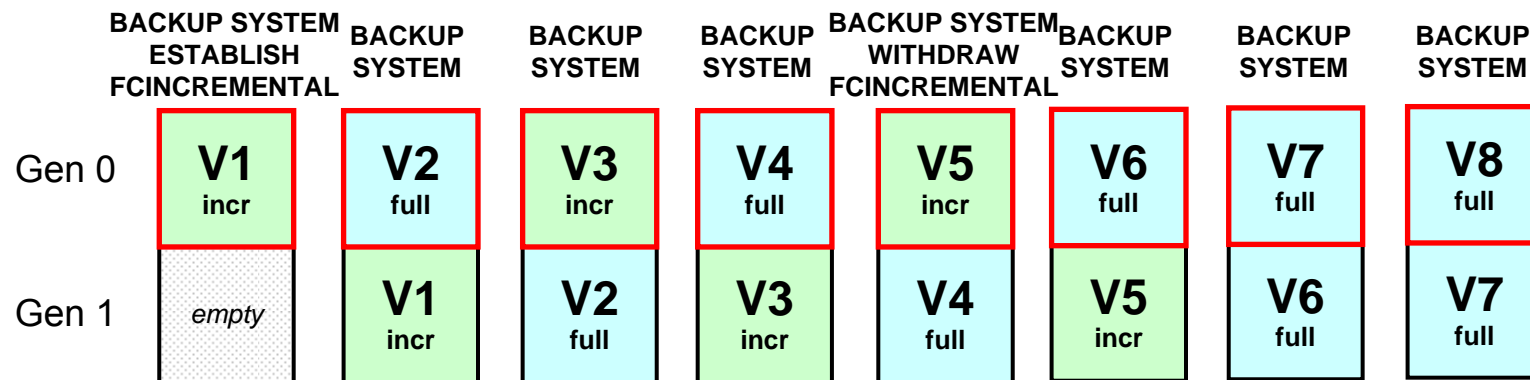 BACKUP SYSTEM
ESTABLISH
FCINCREMENTAL
BACKUP
SYSTEM
BACKUP
SYSTEM
BACKUP
SYSTEM
BACKUP SYSTEM
WITHDRAW
FCINCREMENTAL
BACKUP
SYSTEM
BACKUP
SYSTEM
BACKUP
SYSTEM
Gen 0
V1
incr
V2
full
V3
incr
V4
full
V5
incr
V6
full
V7
full
V8
full
Gen 1
empty
V1
incr
V2
full
V3
incr
V4
full
V5
incr
V6
full
V7
full